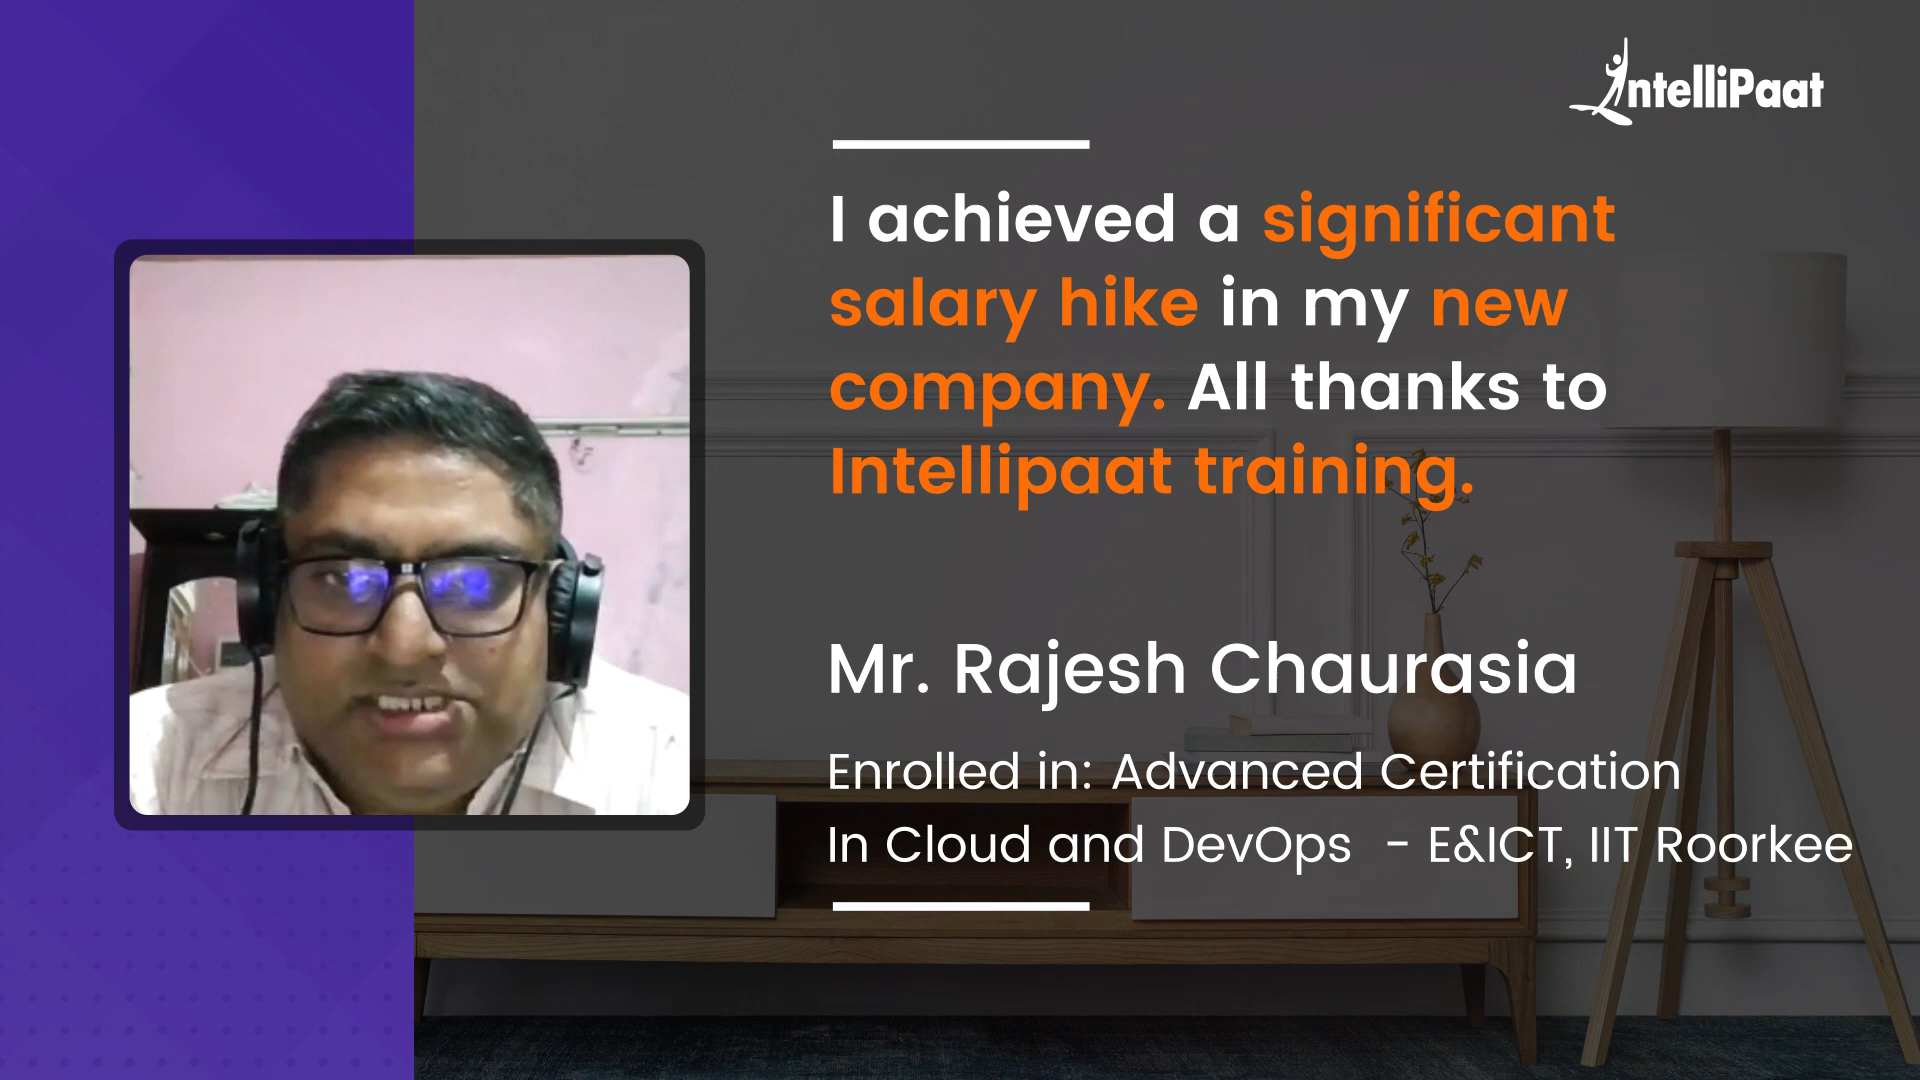 IntelliPaat
I achieved a significant
salary hike in my new
company. All thanks to
Intellipaat training.
Mr. Rajesh Chaurasia
Enrolled in: Advanced Certification
In Cloud and DevOps - E&ICT, IIT Roorkee